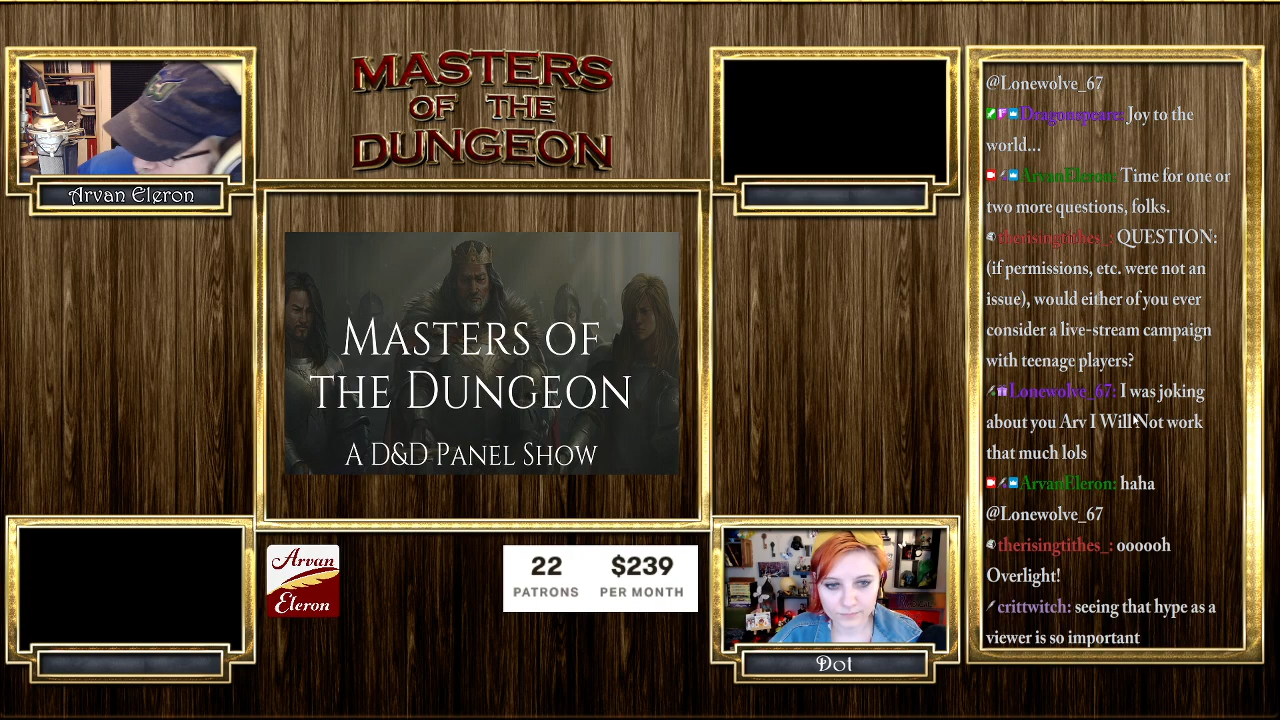 MASTERS
OF THE
DUNGEON
Arvan Eleron
MASTERS OF
THE DUNGEON
A D&D PANEL SHOW
Arvan
Eleron
22
PATRONS
$239
PER MONTH
Dot
@Lonewolve_67
Dragonspeare: Joy to the
world...
ArvanEleron: Time for one or
two more questions, folks.
therisingtithes_: QUESTION:
(if permissions, etc. were not an
issue), would either of you ever
consider a live-stream campaign
with teenage players?
Lonewolve_67: I was joking
about you Arv I Will Not work
that much lols
ArvanEleron: haha
@Lonewolve_67
therisingtithes_: oooooh
Overlight!
crittwitch: seeing that hype as a
viewer is so important